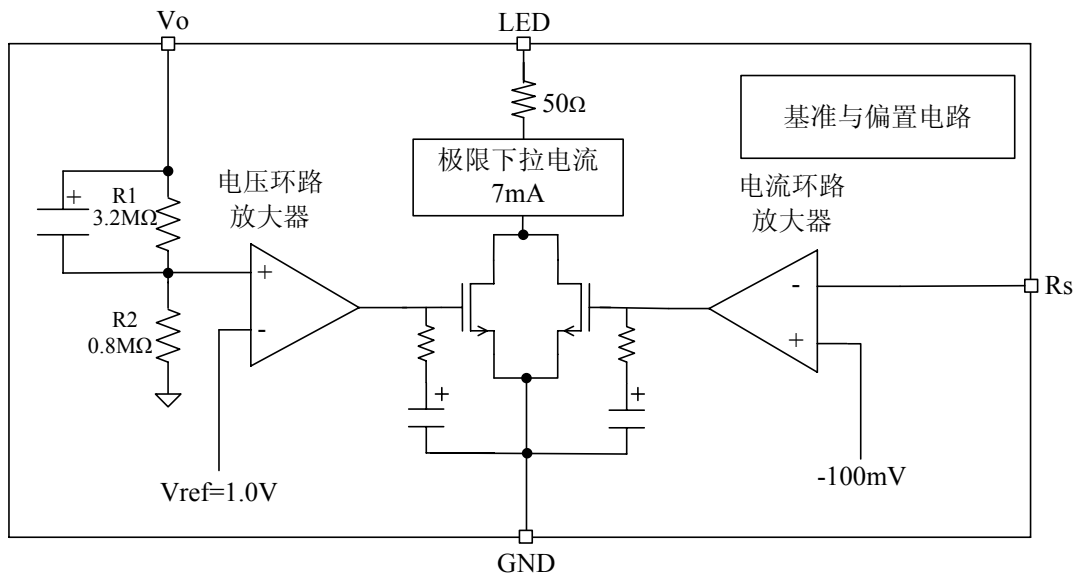 Vo
LED
50Ω
基准与偏置电路
极限下拉电流
7mA
电压环路
放大器
电流环路
放大器
+
R1
3.2MΩ
+
-
-
+
Rs
R2
0.8MΩ
+
+
Vref=1.0V
-100mV
GND